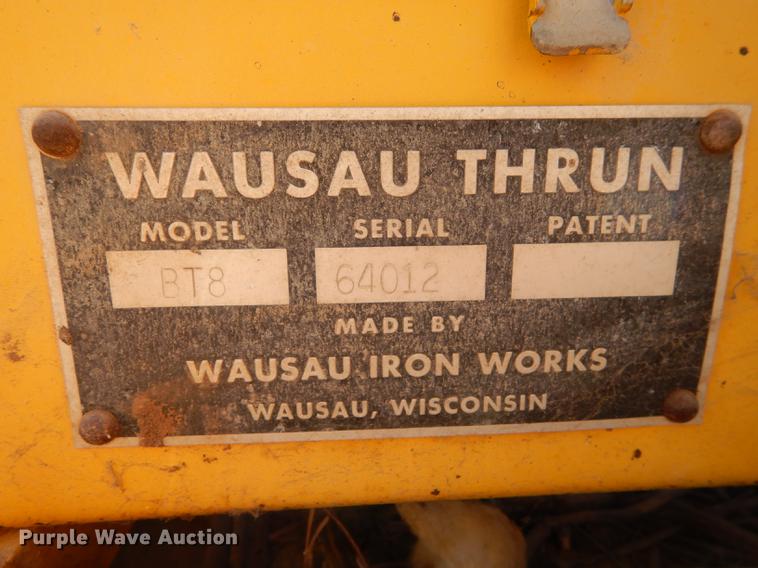 WAUSAU THRUN
MODEL SERIAL PATENT
BT8 64012
MADE BY
WAUSAU IRON WORKS
WAUSAU, WISCONSIN
Purple Wave Auction